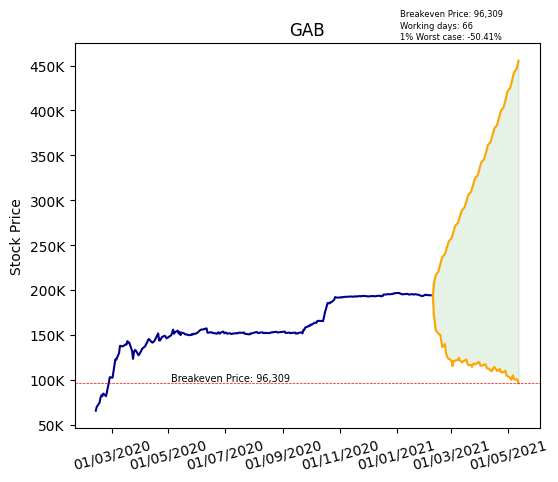 Breakeven Price: 96,309
Working days: 66
1% Worst case: -50.41%
GAB
Stock Price
450K
400K
350K
300K
250K
200K
150K
100K
50K
Breakeven Price: 96,309
01/03/2020
01/05/2020
01/07/2020
01/09/2020
01/11/2020
01/01/2021
01/03/2021
01/05/2021